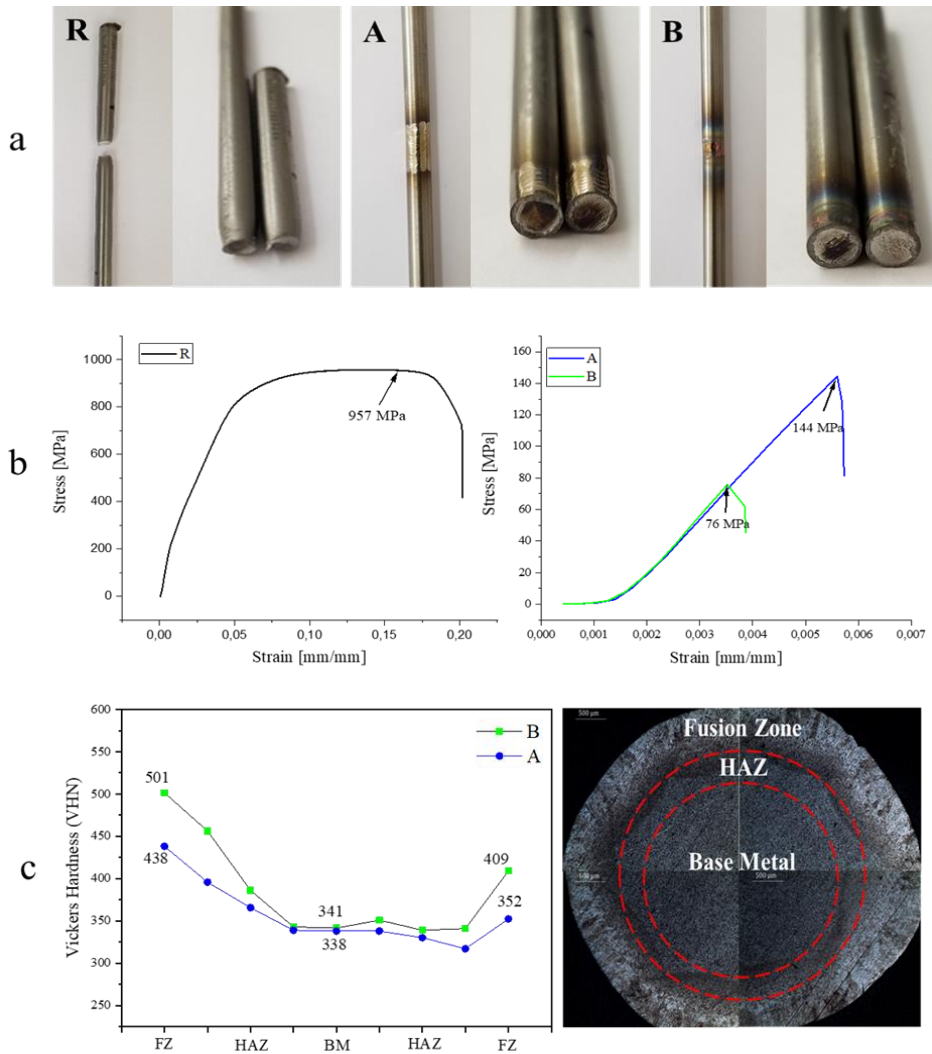 R
A
B
a
b
R
957 MPa
Stress [MPa]
1000
800
600
400
200
0
0,00 0,05 0,10 0,15 0,20
Strain [mm/mm]
A
B
144 MPa
76 MPa
Stress [MPa]
160
140
120
100
80
60
40
20
0
0,000 0,001 0,002 0,003 0,004 0,005 0,006 0,007
Strain [mm/mm]
c
Vickers Hardness (VHN)
600
550
500
450
400
350
300
250
B
A
501
438
341
338
409
352
FZ HAZ BM HAZ FZ
500 µm
Fusion Zone
HAZ
Base Metal
500 µm